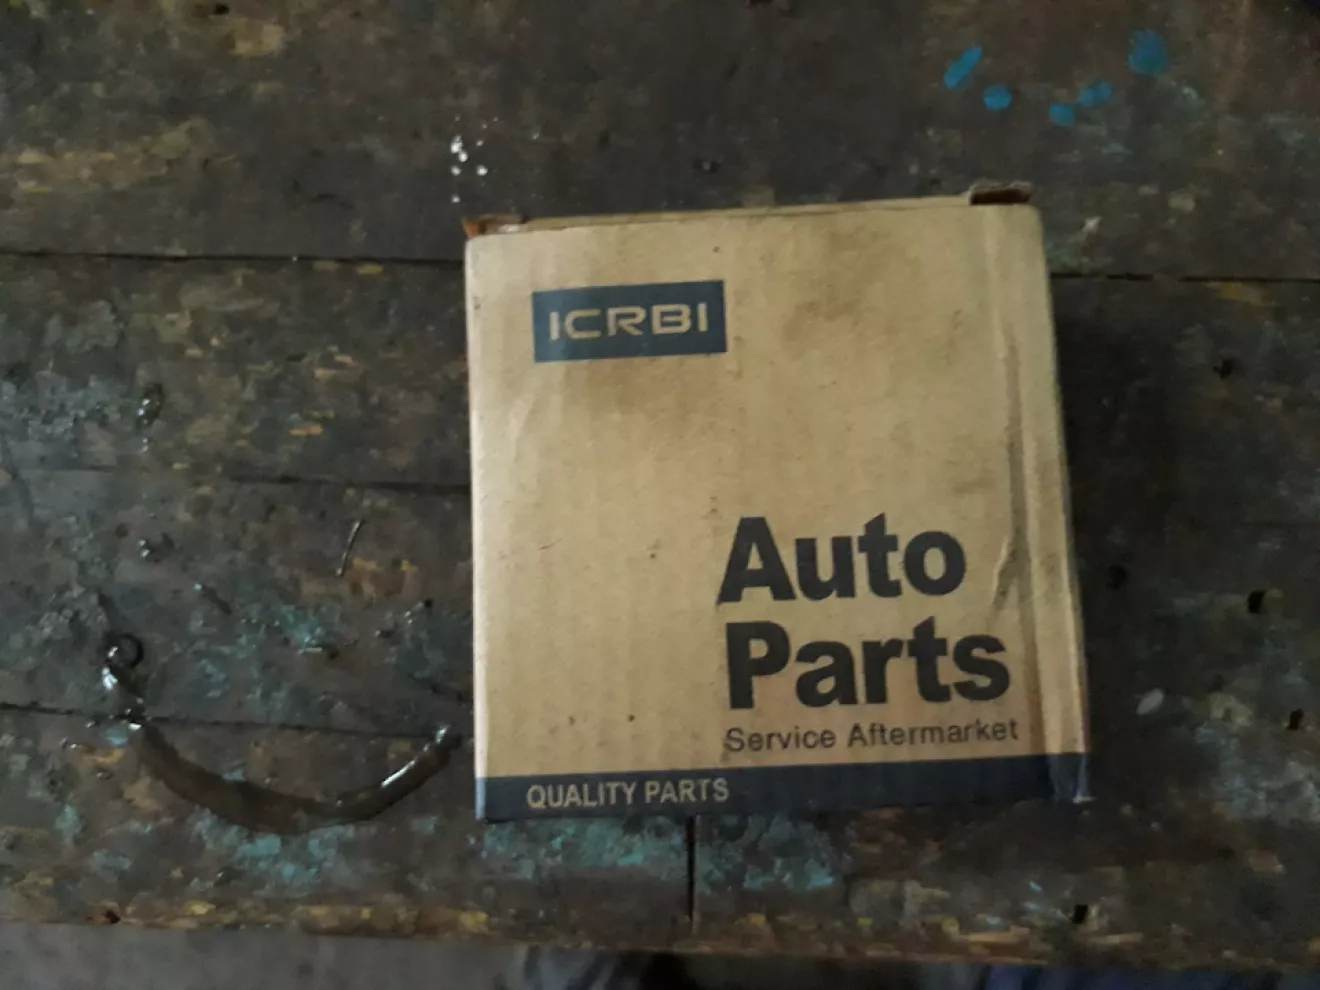 ICRBI
Auto
Parts
Service Aftermarket
QUALITY PARTS